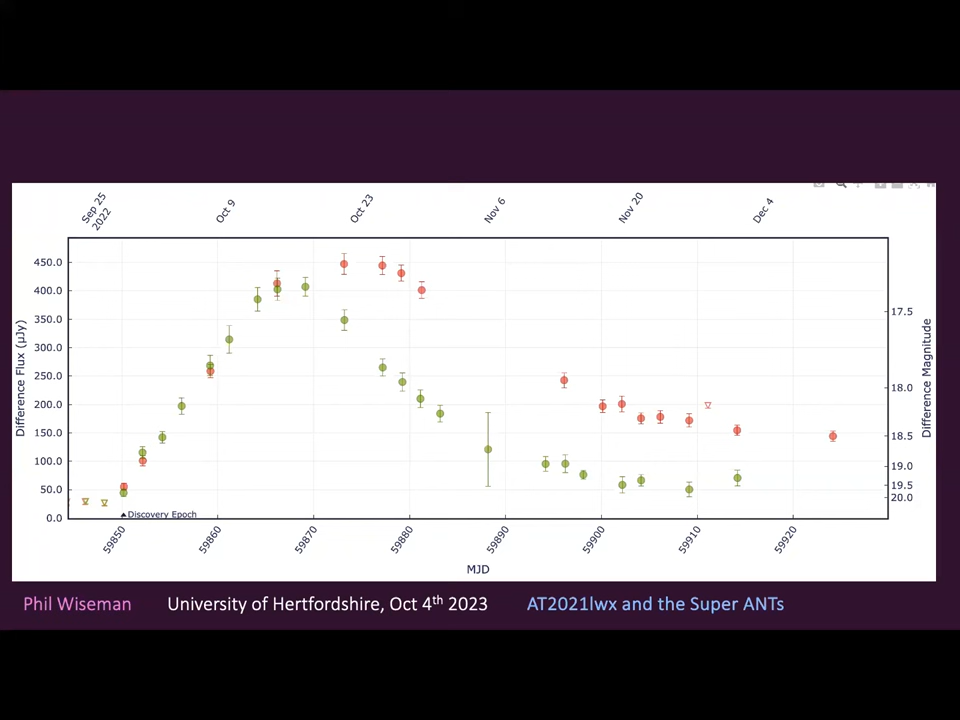 Sep 25
2022
Oct 9
Oct 23
Nov 6
Nov 20
Dec 4
Difference Flux (µJy)
450.0
400.0
350.0
300.0
250.0
200.0
150.0
100.0
50.0
0.0
17.5
18.0
18.5
19.0
19.5
20.0
Difference Magnitude
Discovery Epoch
59850
59860
59870
59880
59890
59900
59910
59920
MJD
Phil Wiseman University of Hertfordshire, Oct 4th 2023 AT2021lwx and the Super ANTs